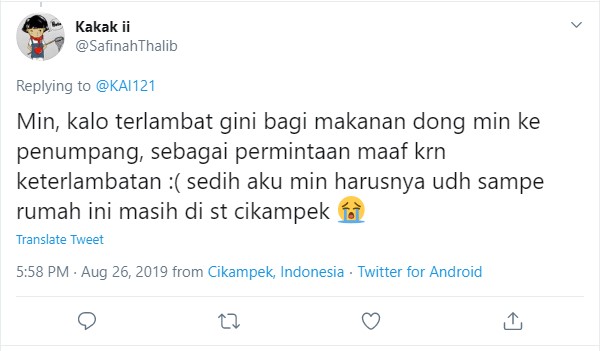 Kakak ii
@SafinahThalib
Replying to @KAI121
Min, kalo terlambat gini bagi makanan dong min ke
penumpang, sebagai permintaan maaf krn
keterlambatan :( sedih aku min harusnya udh sampe
rumah ini masih di st cikampek 😭
Translate Tweet
5:58 PM · Aug 26, 2019 from Cikampek, Indonesia · Twitter for Android